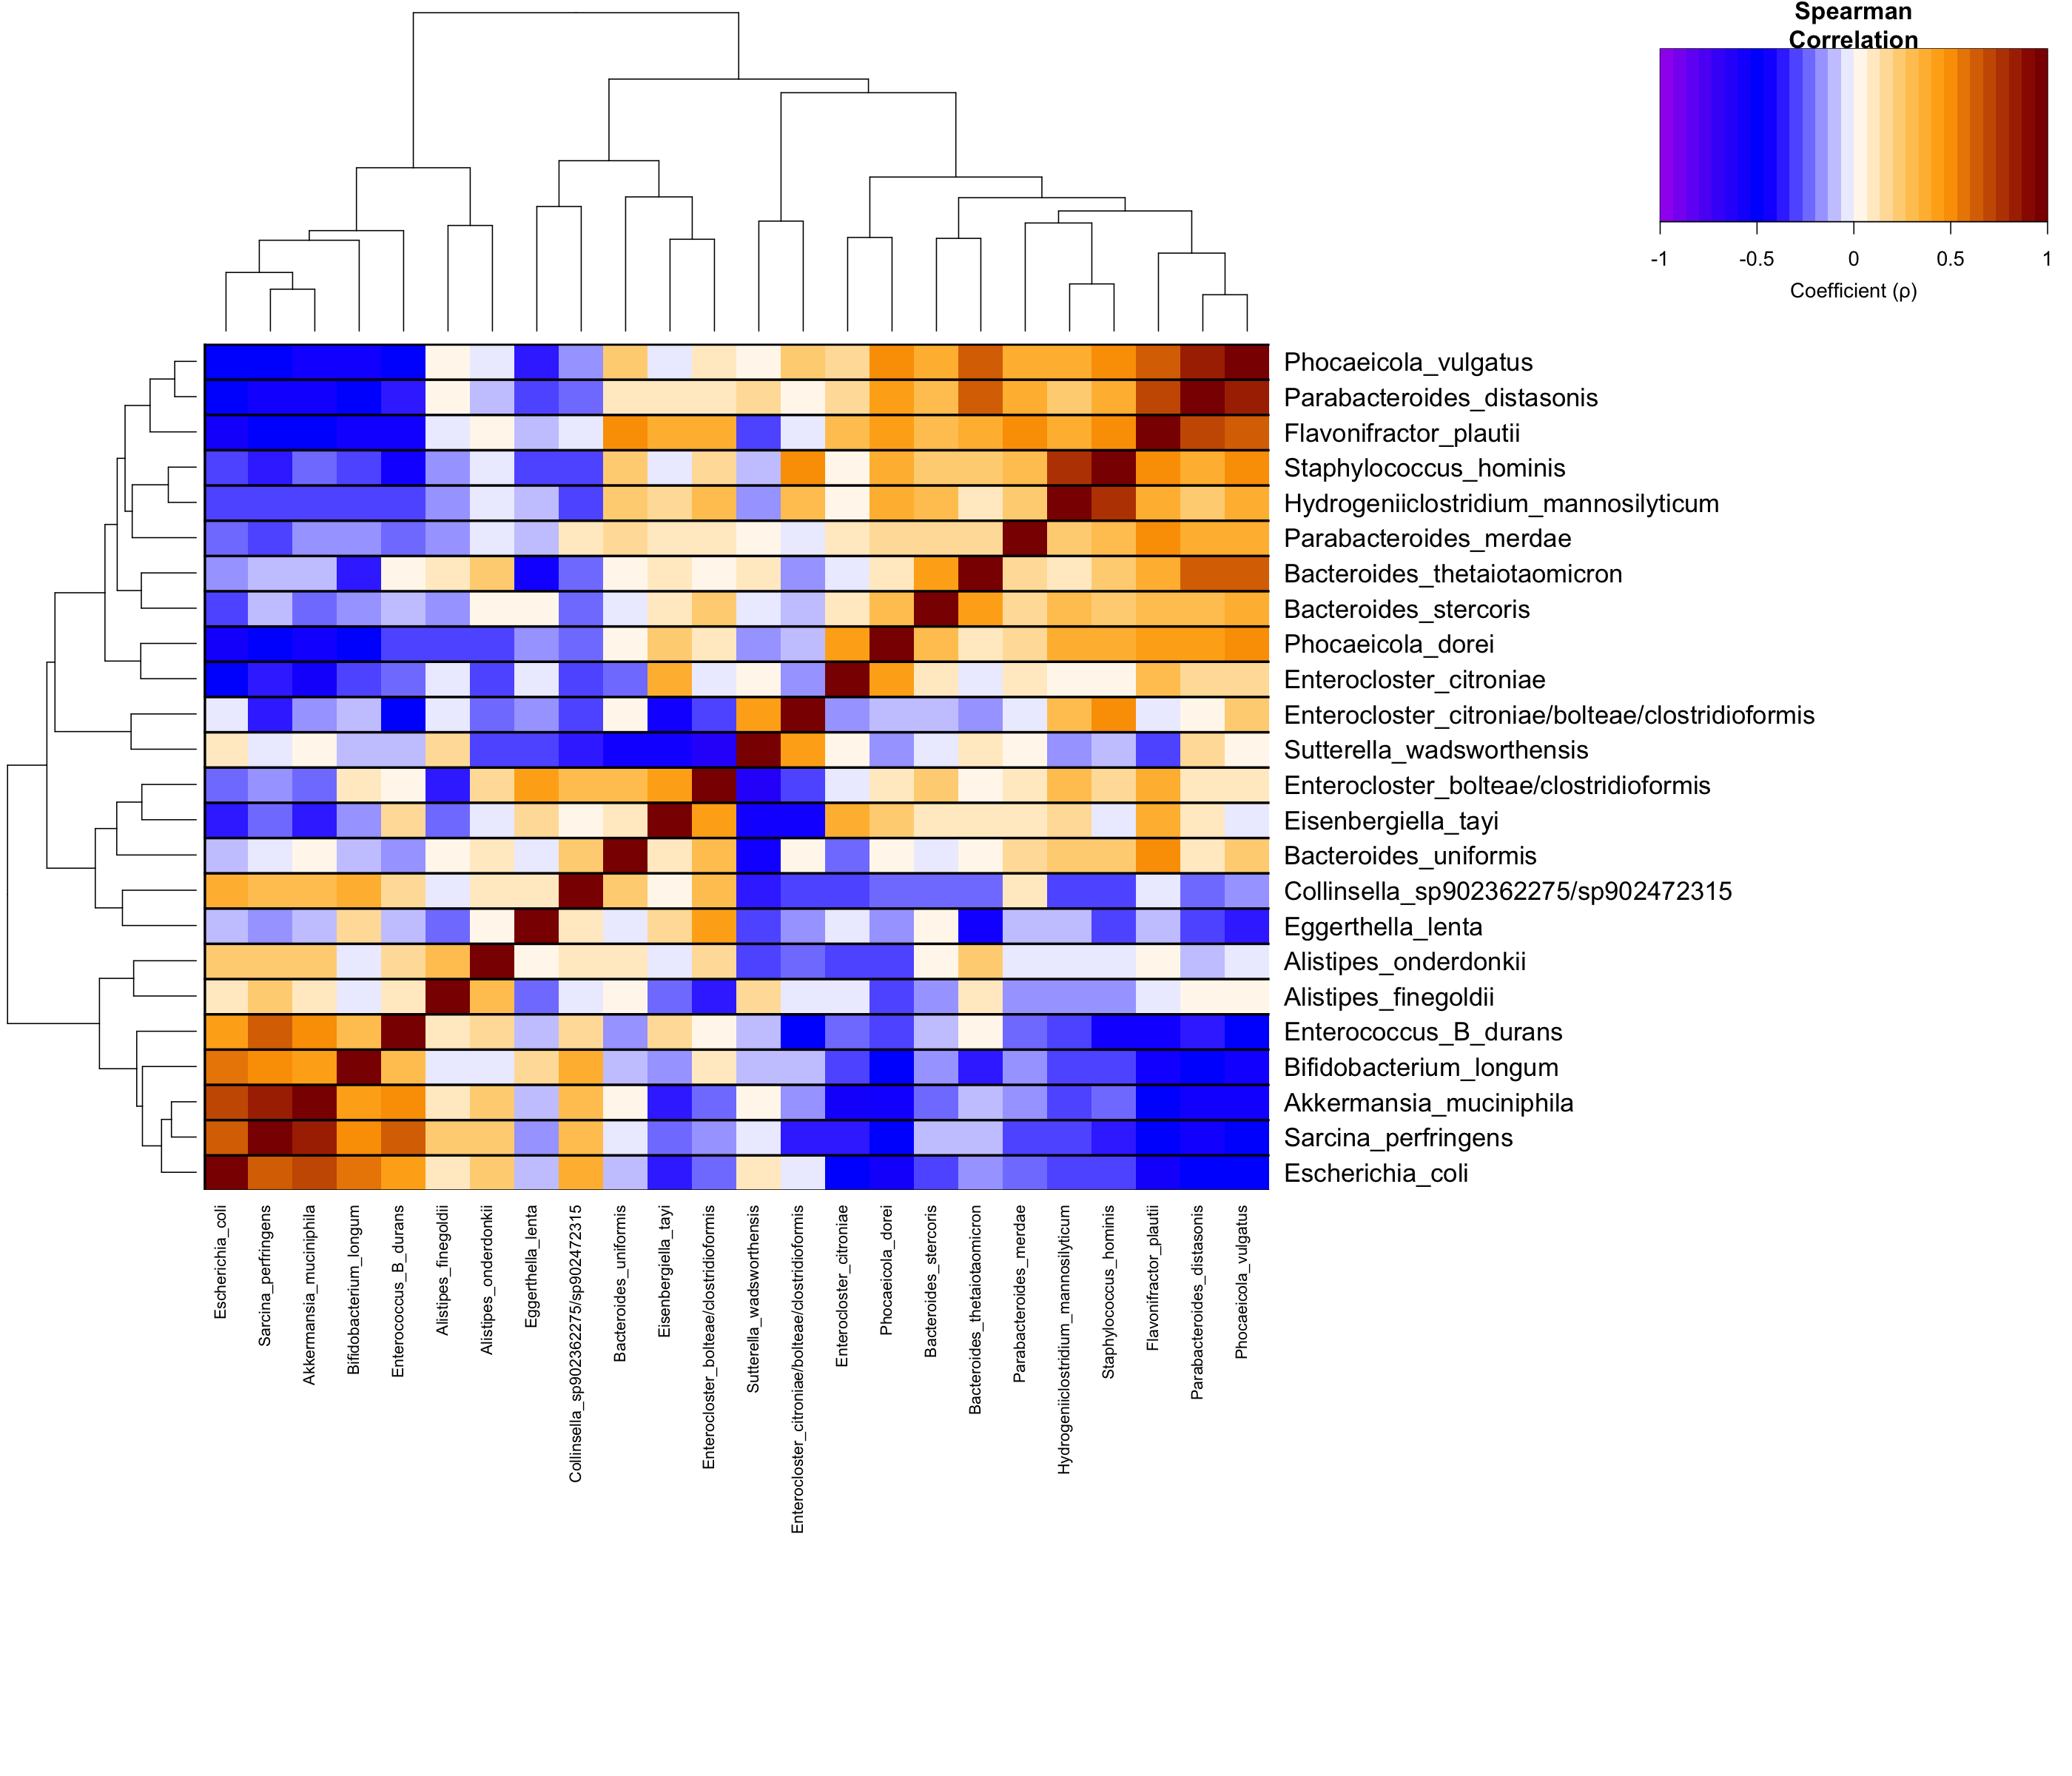 Spearman
Correlation
-1 -0.5 0 0.5 1
Coefficient (ρ)
Phocaeicola_vulgatus
Parabacteroides_distasonis
Flavonifractor_plautii
Staphylococcus_hominis
Hydrogeniiclostridium_mannosilyticum
Parabacteroides_merdae
Bacteroides_thetaiotaomicron
Bacteroides_stercoris
Phocaeicola_dorei
Enterocloster_citroniae
Enterocloster_citroniae/bolteae/clostridioformis
Sutterella_wadsworthensis
Enterocloster_bolteae/clostridioformis
Eisenbergiella_tayi
Bacteroides_uniformis
Collinsella_sp902362275/sp902472315
Eggerthella_lenta
Alistipes_onderdonkii
Alistipes_finegoldii
Enterococcus_B_durans
Bifidobacterium_longum
Akkermansia_muciniphila
Sarcina_perfringens
Escherichia_coli
Escherichia_coli
Sarcina_perfringens
Akkermansia_muciniphila
Bifidobacterium_longum
Enterococcus_B_durans
Alistipes_finegoldii
Alistipes_onderdonkii
Eggerthella_lenta
Collinsella_sp902362275/sp902472315
Bacteroides_uniformis
Eisenbergiella_tayi
Enterocloster_bolteae/clostridioformis
Sutterella_wadsworthensis
Enterocloster_citroniae/bolteae/clostridioformis
Enterocloster_citroniae
Phocaeicola_dorei
Bacteroides_stercoris
Bacteroides_thetaiotaomicron
Parabacteroides_merdae
Hydrogeniiclostridium_mannosilyticum
Staphylococcus_hominis
Flavonifractor_plautii
Parabacteroides_distasonis
Phocaeicola_vulgatus